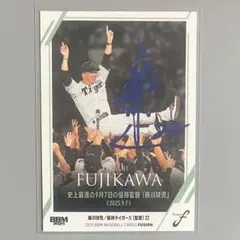 FUJIKAWA
史上最速の9月7日の優勝監督「藤川球児」
(2025.9.7)
BBM
藤川球児/阪神タイガース [監督] 22
2025 BBM BASEBALL CARDS FUSION
f